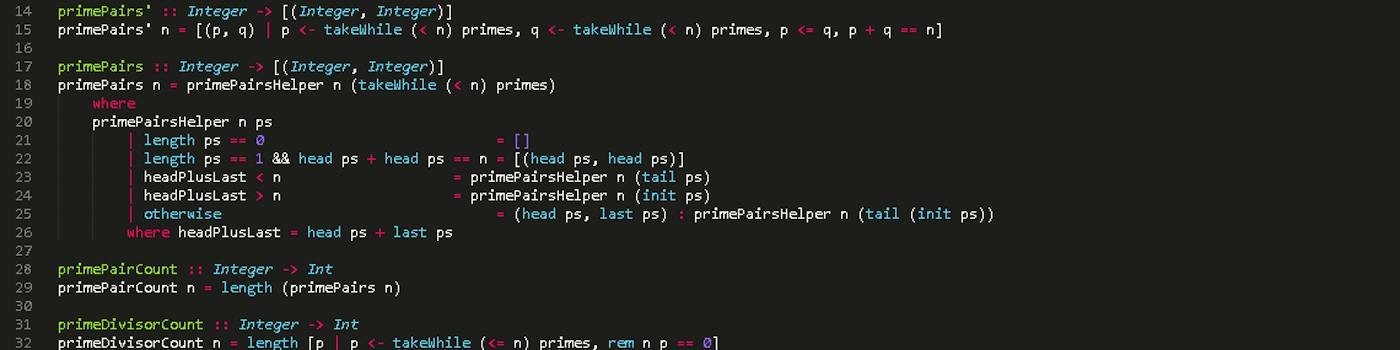 14 primePairs' :: Integer -> [(Integer, Integer)]
15 primePairs' n = [(p, q) | p <- takeWhile (< n) primes, q <- takeWhile (< n) primes, p <= q, p + q == n]
16
17 primePairs :: Integer -> [(Integer, Integer)]
18 primePairs n = primePairsHelper n (takeWhile (< n) primes)
19     where
20     primePairsHelper n ps
21         | length ps == 0                           = []
22         | length ps == 1 && head ps + head ps == n = [(head ps, head ps)]
23         | headPlusLast < n                    = primePairsHelper n (tail ps)
24         | headPlusLast > n                    = primePairsHelper n (init ps)
25         | otherwise                                = (head ps, last ps) : primePairsHelper n (tail (init ps))
26         where headPlusLast = head ps + last ps
27
28 primePairCount :: Integer -> Int
29 primePairCount n = length (primePairs n)
30
31 primeDivisorCount :: Integer -> Int
32 primeDivisorCount n = length [p | p <- takeWhile (<= n) primes, rem n p == 0]